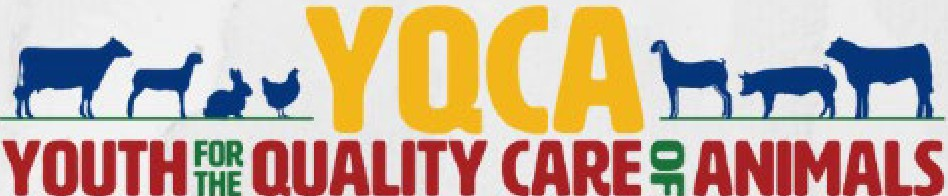 YQCA
YOUTH FOR THE QUALITY CARE OF ANIMALS